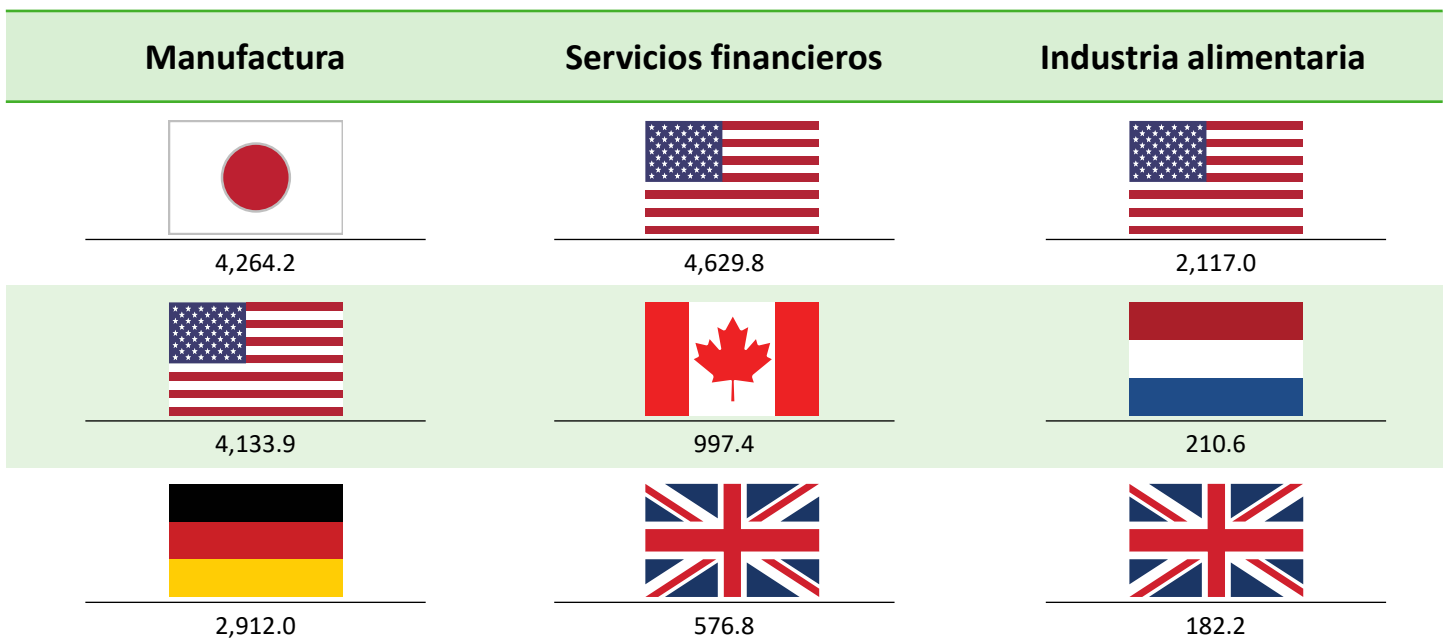 Manufactura Servicios financieros Industria alimentaria
4,264.2 4,629.8 2,117.0
4,133.9 997.4 210.6
2,912.0 576.8 182.2